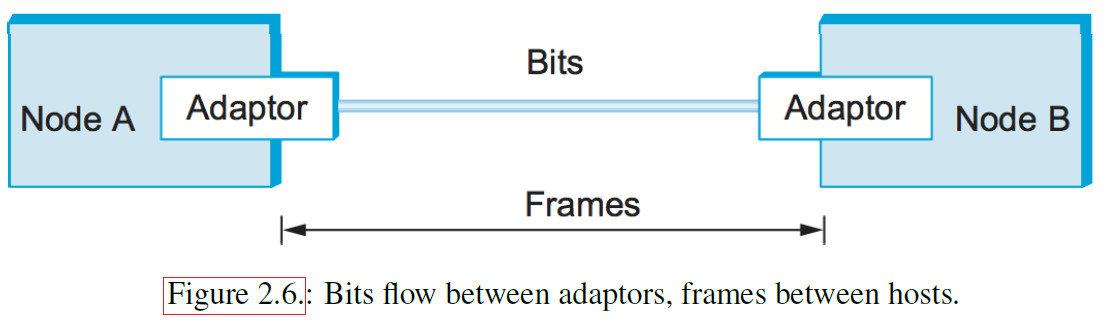 Bits
Node A
Adaptor
Adaptor
Node B
Frames
Figure 2.6.: Bits flow between adaptors, frames between hosts.